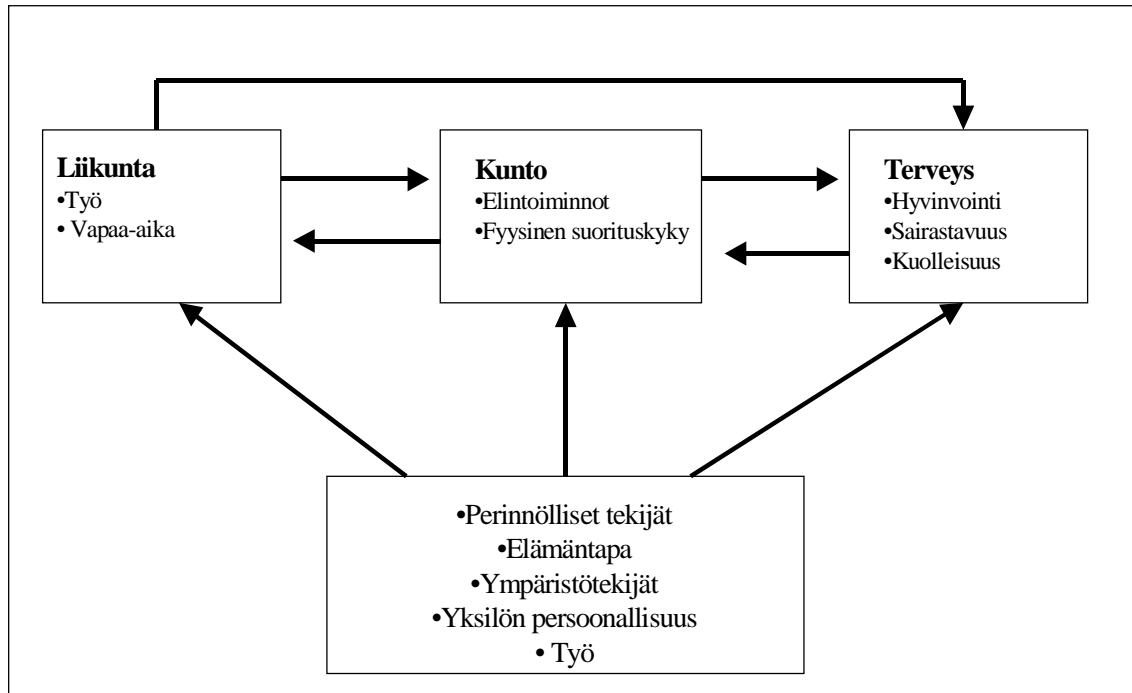 Liikunta
•Työ
• Vapaa-aika
Kunto
•Elintoiminnot
•Fyysinen suorituskyky
Terveys
•Hyvinvointi
•Sairastavuus
•Kuolleisuus
•Perinnölliset tekijät
•Elämäntapa
•Ympäristötekijät
•Yksilön persoonallisuus
• Työ